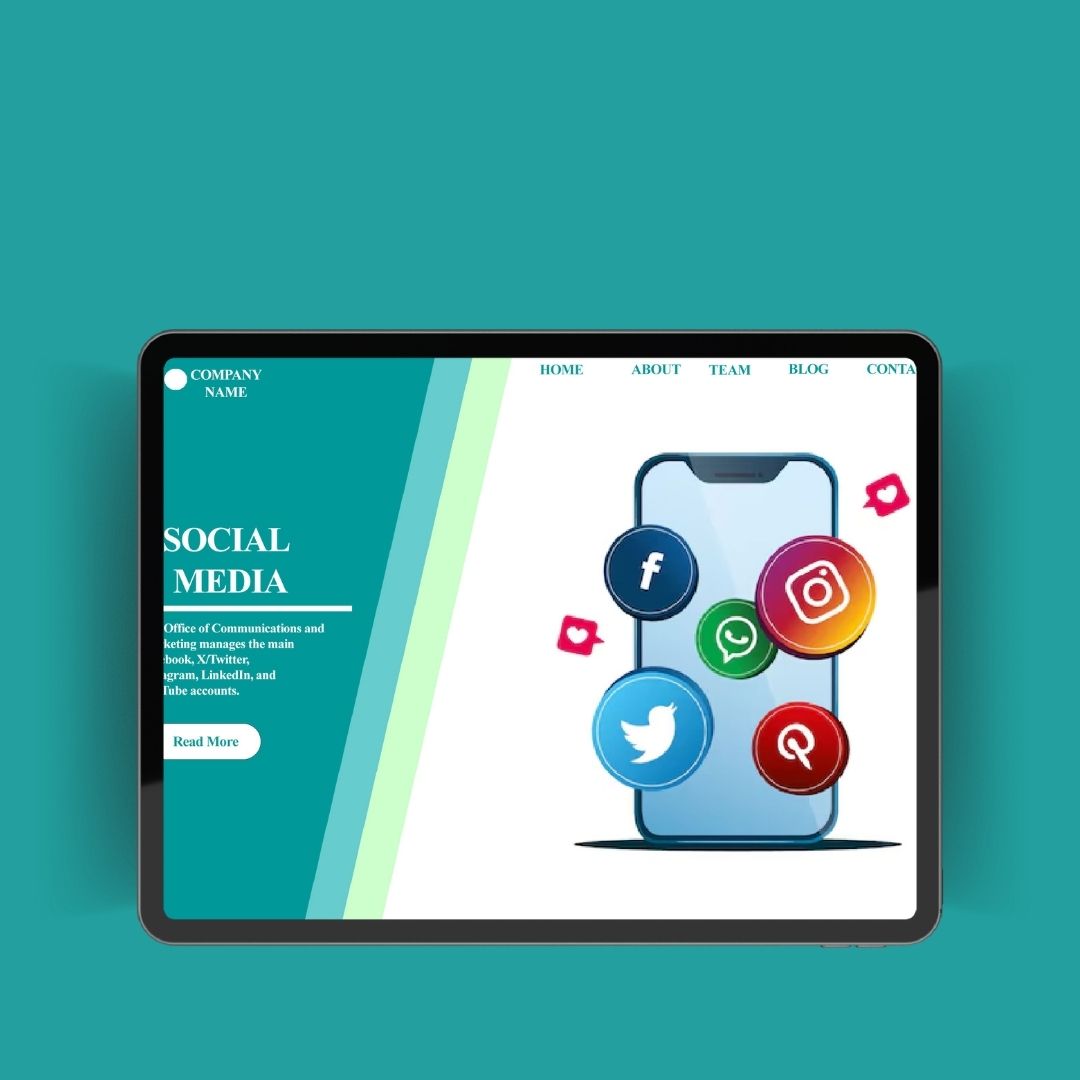 COMPANY
NAME
HOME ABOUT TEAM BLOG CONTA
SOCIAL
MEDIA
Office of Communications and
keting manages the main
book, X/Twitter,
agram, LinkedIn, and
Tube accounts.
Read More